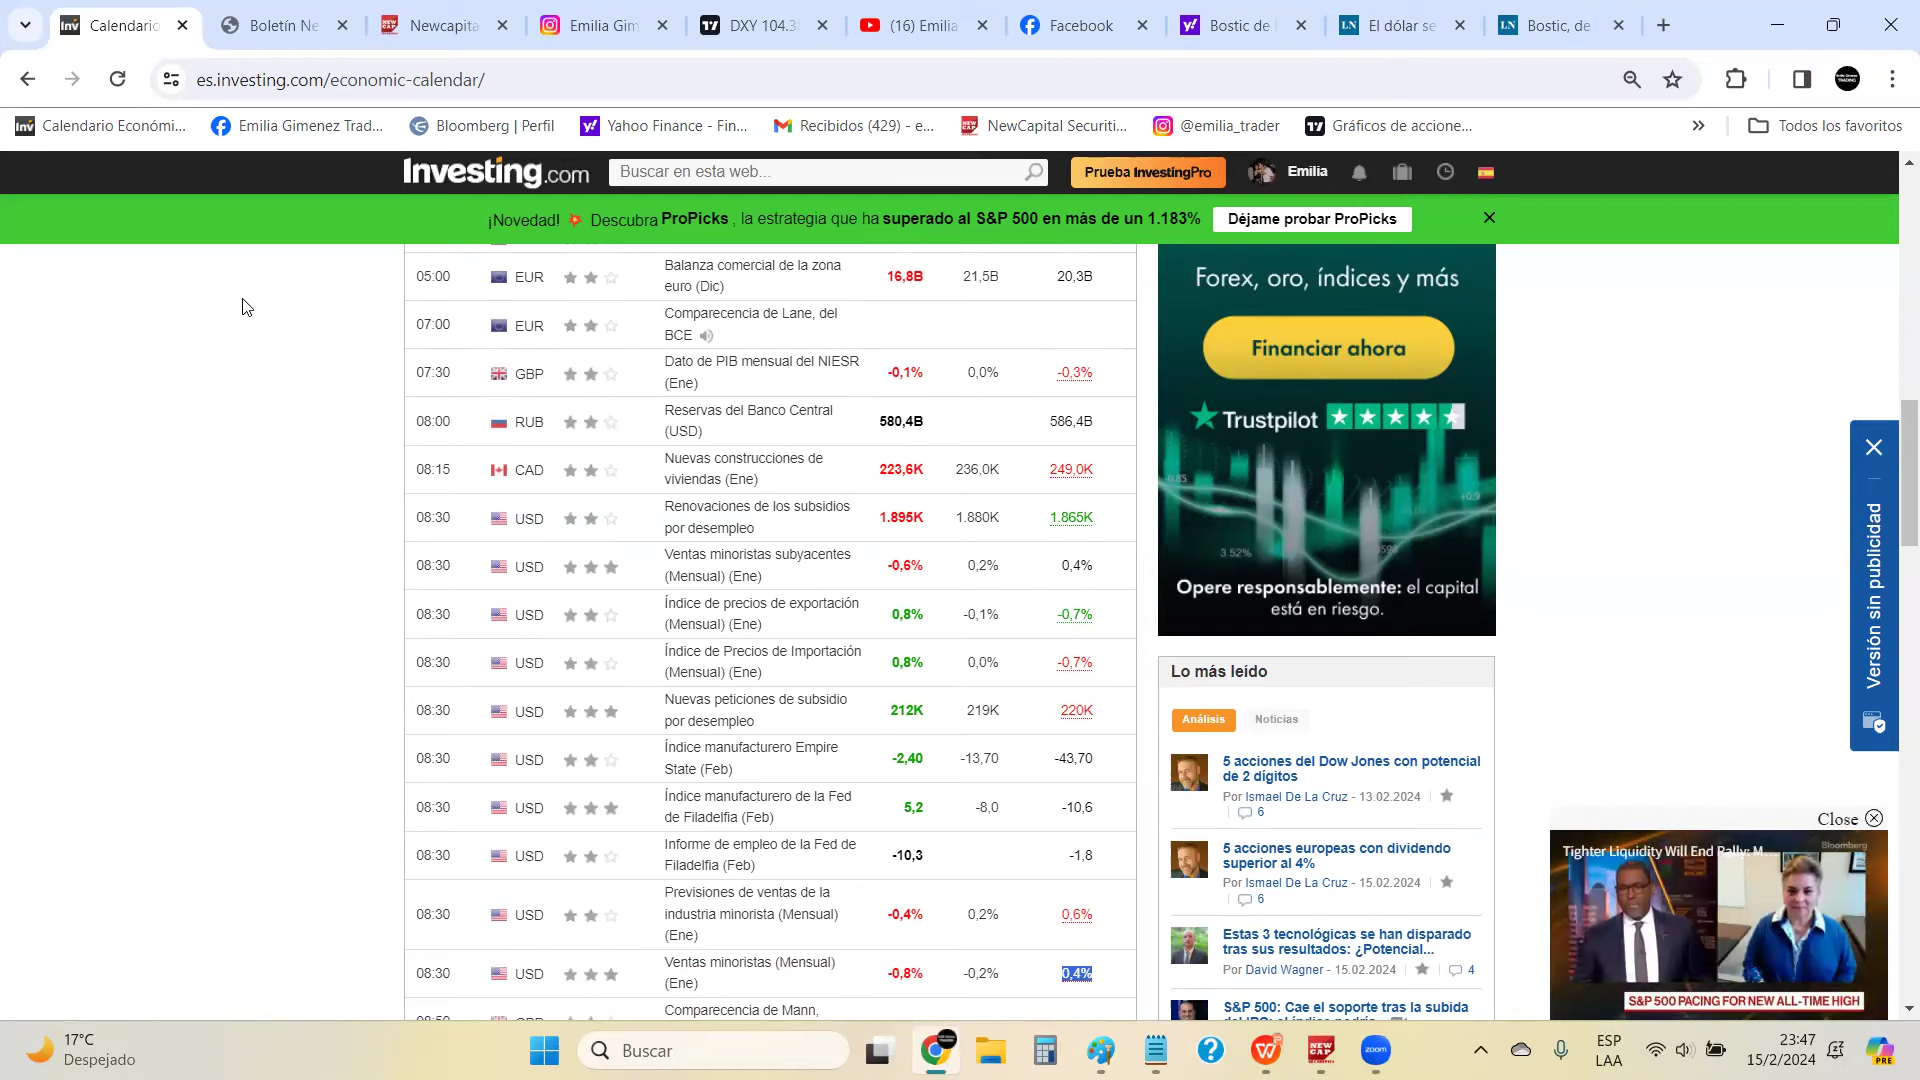 Calendario
Boletín Ne
Newcapita
Emilia Gim
DXY 104.3
(16) Emilia
Facebook
Bostic de l
El dólar se
Bostic, de
es.investing.com/economic-calendar/
Calendario Económi...
Emilia Gimenez Trad...
Bloomberg | Perfil
Yahoo Finance - Fin...
Recibidos (429) - e...
NewCapital Securiti...
@emilia_trader
Gráficos de accione...
Todos los favoritos
Investing.com
Buscar en esta web...
Prueba InvestingPro
Emilia
¡Novedad! 💥 Descubra ProPicks , la estrategia que ha superado al S&P 500 en más de un 1.183%
Déjame probar ProPicks
05:00 EUR Balanza comercial de la zona 16,8B 21,5B 20,3B
euro (Dic)
07:00 EUR Comparecencia de Lane, del
BCE
07:30 GBP Dato de PIB mensual del NIESR -0,1% 0,0% -0,3%
(Ene)
08:00 RUB Reservas del Banco Central 580,4B 586,4B
(USD)
08:15 CAD Nuevas construcciones de 223,6K 236,0K 249,0K
viviendas (Ene)
08:30 USD Renovaciones de los subsidios 1.895K 1.880K 1.865K
por desempleo
08:30 USD Ventas minoristas subyacentes -0,6% 0,2% 0,4%
(Mensual) (Ene)
08:30 USD Índice de precios de exportación 0,8% -0,1% -0,7%
(Mensual) (Ene)
08:30 USD Índice de Precios de Importación 0,8% 0,0% -0,7%
(Mensual) (Ene)
08:30 USD Nuevas peticiones de subsidio 212K 219K 220K
por desempleo
08:30 USD Índice manufacturero Empire -2,40 -13,70 -43,70
State (Feb)
08:30 USD Índice manufacturero de la Fed 5,2 -8,0 -10,6
de Filadelfia (Feb)
08:30 USD Informe de empleo de la Fed de -10,3 -1,8
Filadelfia (Feb)
08:30 USD Previsiones de ventas de la -0,4% 0,2% 0,6%
industria minorista (Mensual)
(Ene)
08:30 USD Ventas minoristas (Mensual) -0,8% -0,2% 0,4%
(Ene)
Comparecencia de Mann,
Forex, oro, índices y más
Financiar ahora
Trustpilot
3.52%
Opere responsablemente: el capital
está en riesgo.
Lo más leído
Análisis
Noticias
5 acciones del Dow Jones con potencial
de 2 dígitos
Por Ismael De La Cruz - 13.02.2024
6
5 acciones europeas con dividendo
superior al 4%
Por Ismael De La Cruz - 15.02.2024
6
Estas 3 tecnológicas se han disparado
tras sus resultados: ¿Potencial...
Por David Wagner - 15.02.2024 4
S&P 500: Cae el soporte tras la subida
Versión sin publicidad
Close
Tighter Liquidity Will End Rally: M...
Bloomberg
S&P 500 PACING FOR NEW ALL-TIME HIGH
17°C
Despejado
Buscar
NEW
CAP
zoom
ESP
LAA
23:47
15/2/2024
PRE